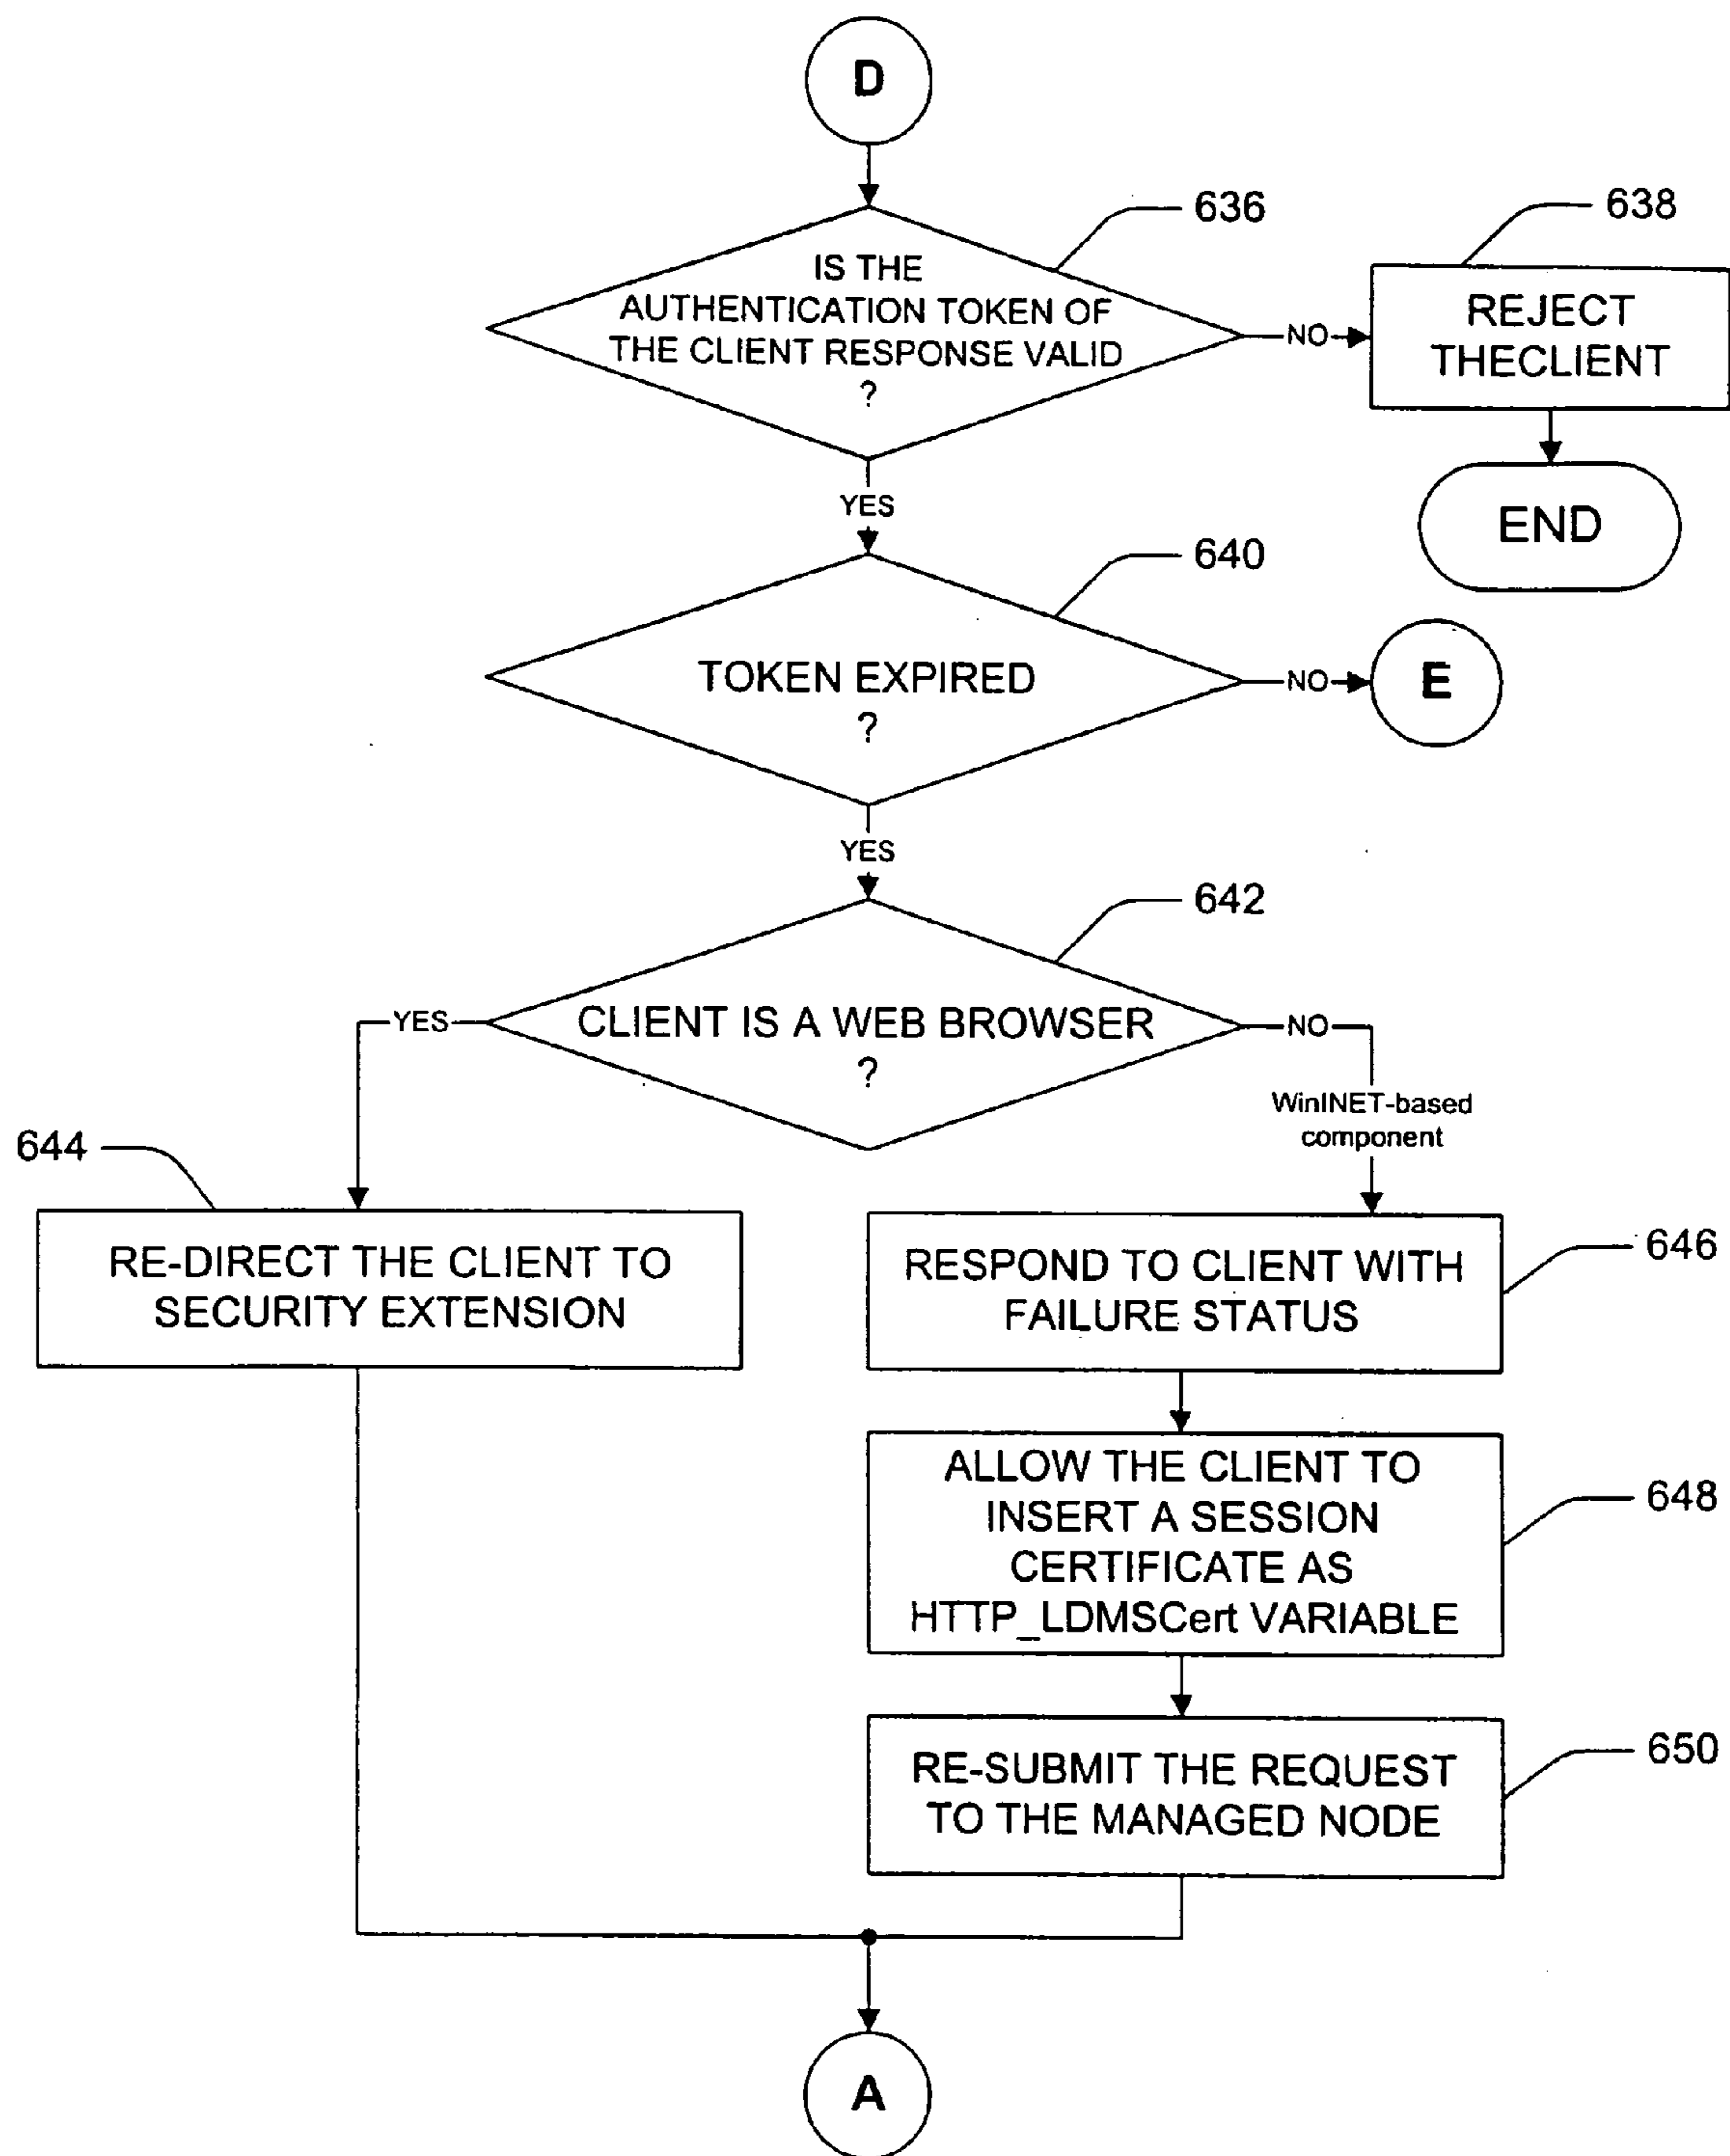 D
636
IS THE
AUTHENTICATION TOKEN OF
THE CLIENT RESPONSE VALID
?
NO
638
REJECT
THECLIENT
END
YES
640
TOKEN EXPIRED
?
NO
E
YES
642
CLIENT IS A WEB BROWSER
?
YES
NO
WinINET-based
component
644
RE-DIRECT THE CLIENT TO
SECURITY EXTENSION
646
RESPOND TO CLIENT WITH
FAILURE STATUS
648
ALLOW THE CLIENT TO
INSERT A SESSION
CERTIFICATE AS
HTTP_LDMSCert VARIABLE
650
RE-SUBMIT THE REQUEST
TO THE MANAGED NODE
A